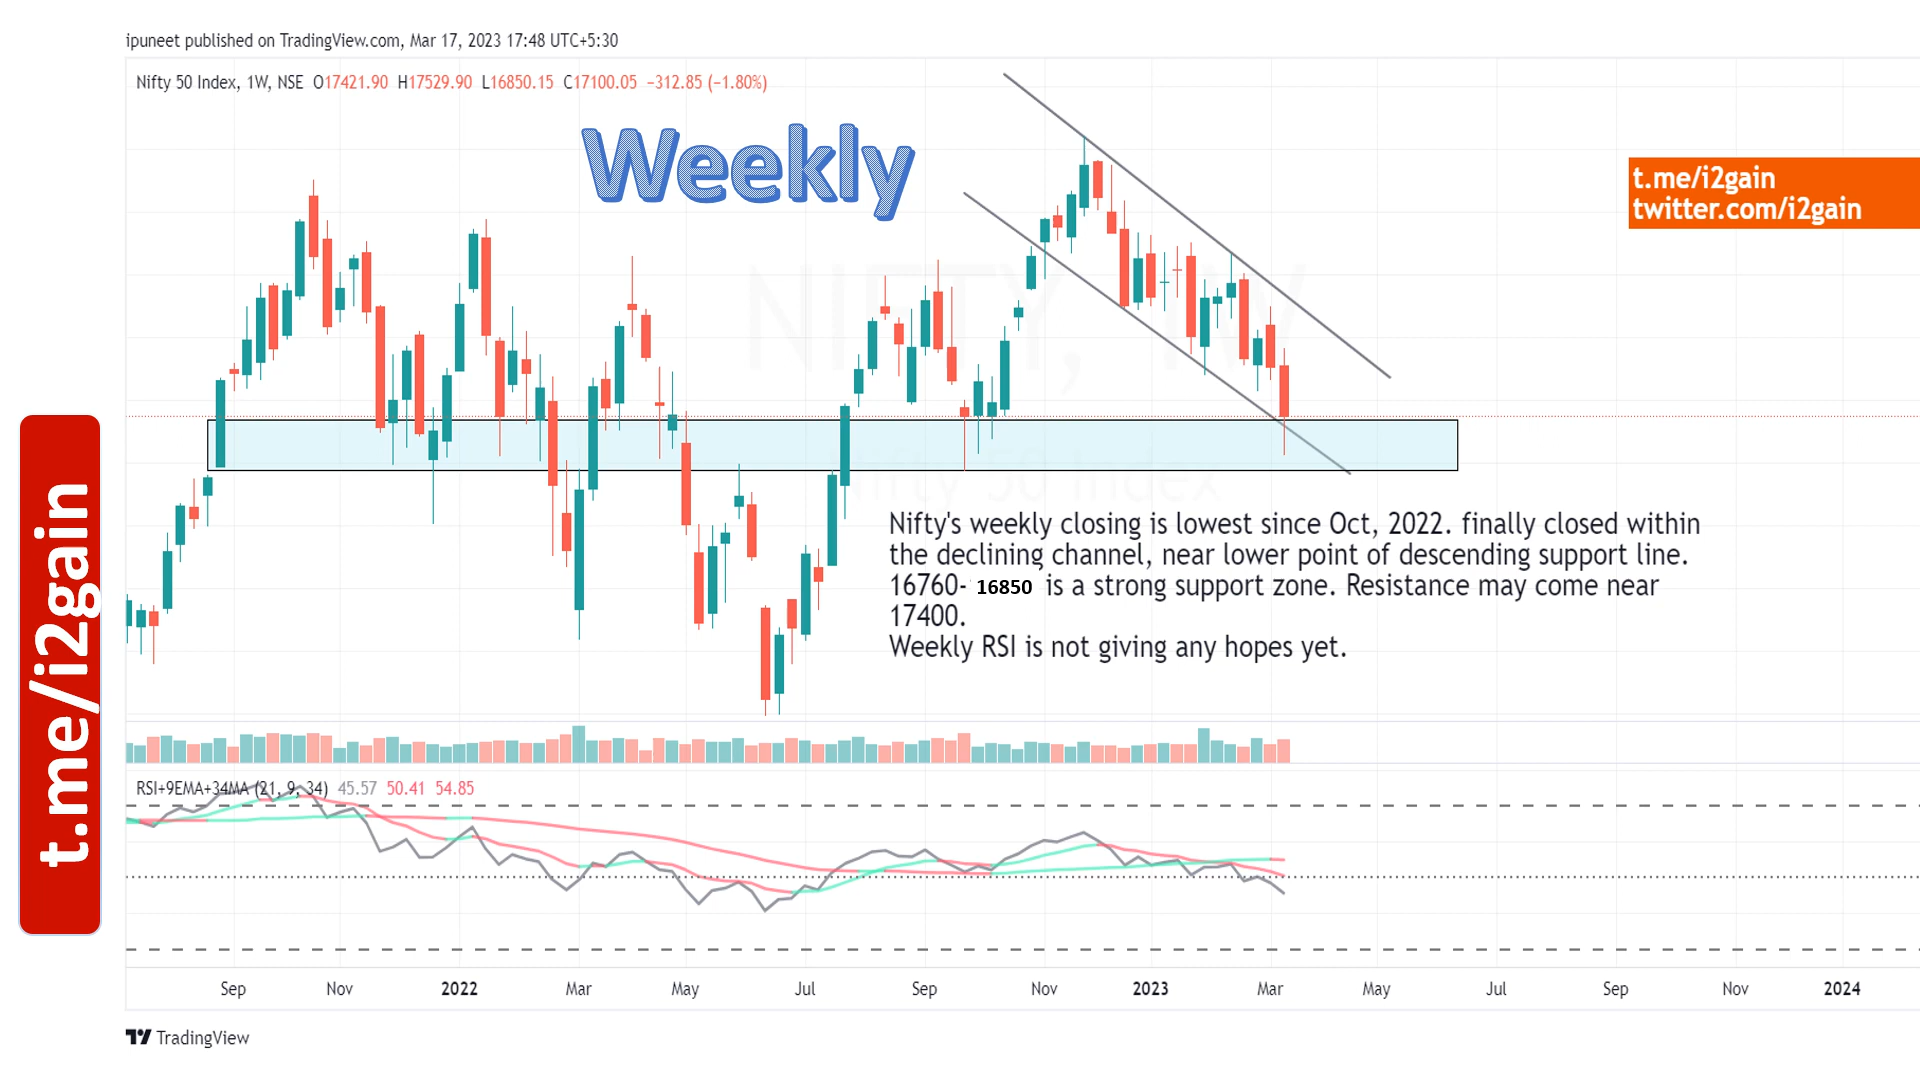 ipuneet published on TradingView.com, Mar 17, 2023 17:48 UTC+5:30
Nifty 50 Index, 1W, NSE O17421.90 H17529.90 L16850.15 C17100.05 −312.85 (−1.80%)
Weekly
t.me/i2gain
twitter.com/i2gain
NIFTY, 1W
Nifty 50 Index
t.me/i2gain
Nifty's weekly closing is lowest since Oct, 2022. finally closed within
the declining channel, near lower point of descending support line.
16760- 16850 is a strong support zone. Resistance may come near
17400.
Weekly RSI is not giving any hopes yet.
RSI+9EMA+34MA (21, 9, 34) 45.57 50.41 54.85
Sep Nov 2022 Mar May Jul Sep Nov 2023 Mar May Jul Sep Nov 2024
TradingView